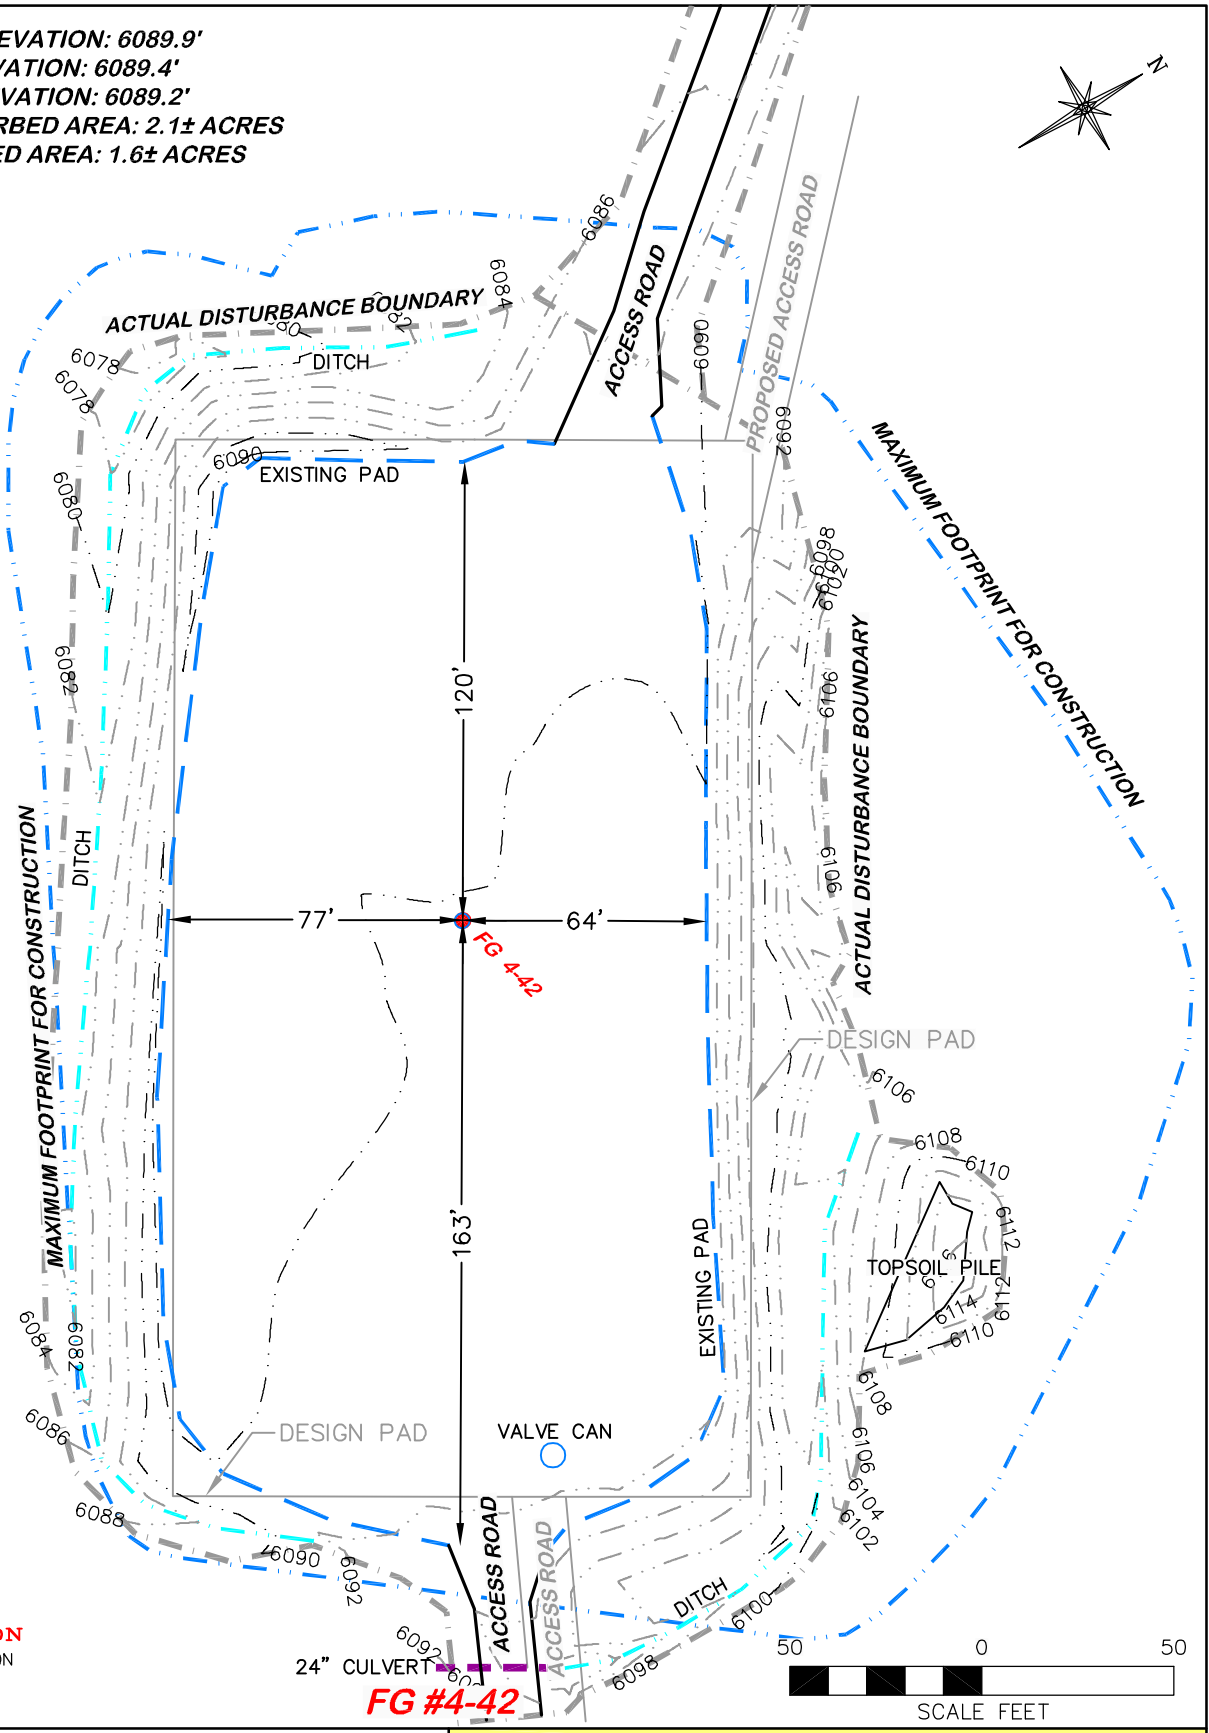 EVATION: 6089.9'
VATION: 6089.4'
VATION: 6089.2'
RBED AREA: 2.1± ACRES
ED AREA: 1.6± ACRES
N
6086
ACCESS ROAD
PROPOSED ACCESS ROAD
6084
ACTUAL DISTURBANCE BOUNDARY
DITCH
6078
6078
6090
6092
6090
EXISTING PAD
MAXIMUM FOOTPRINT FOR CONSTRUCTION
6080
6098
6100
6102
6082
6106
120'
ACTUAL DISTURBANCE BOUNDARY
DITCH
6106
MAXIMUM FOOTPRINT FOR CONSTRUCTION
77'
64'
FG 4-42
DESIGN PAD
6106
6108
6110
6112
163'
EXISTING PAD
TOPSOIL PILE
6112
6114
6110
6084
6082
6108
6086
DESIGN PAD
VALVE CAN
6106
6104
6102
6088
6090
6092
ACCESS ROAD
ACCESS ROAD
DITCH
6100
6092
6098
24" CULVERT
FG #4-42
ON
ON
50
0
50
SCALE FEET